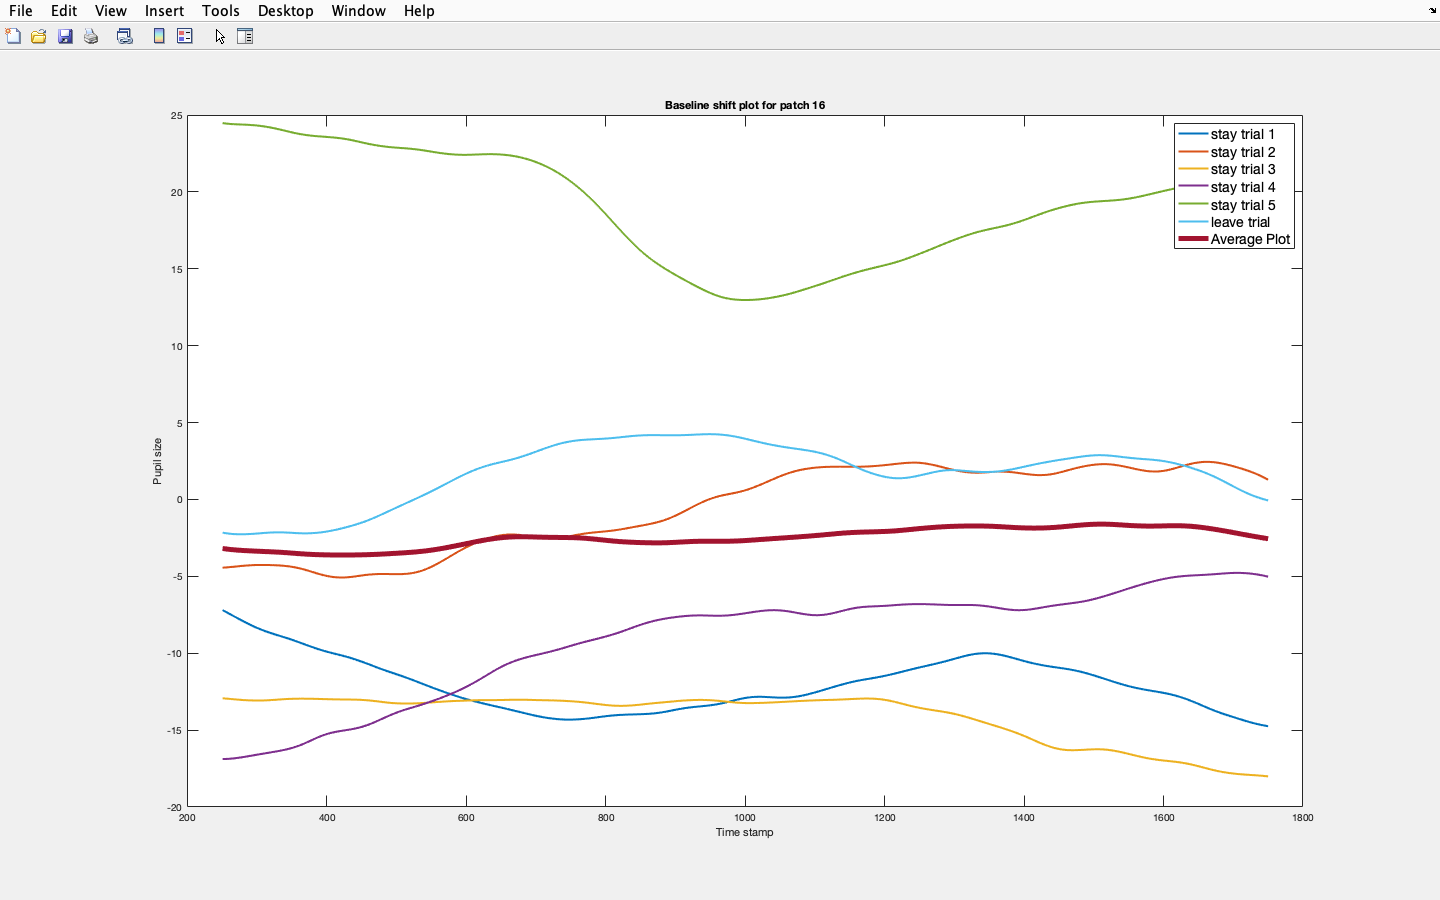 File Edit View Insert Tools Desktop Window Help
Baseline shift plot for patch 16
25
20
15
10
5
0
-5
-10
-15
-20
Pupil size
stay trial 1
stay trial 2
stay trial 3
stay trial 4
stay trial 5
leave trial
Average Plot
200 400 600 800 1000 1200 1400 1600 1800
Time stamp